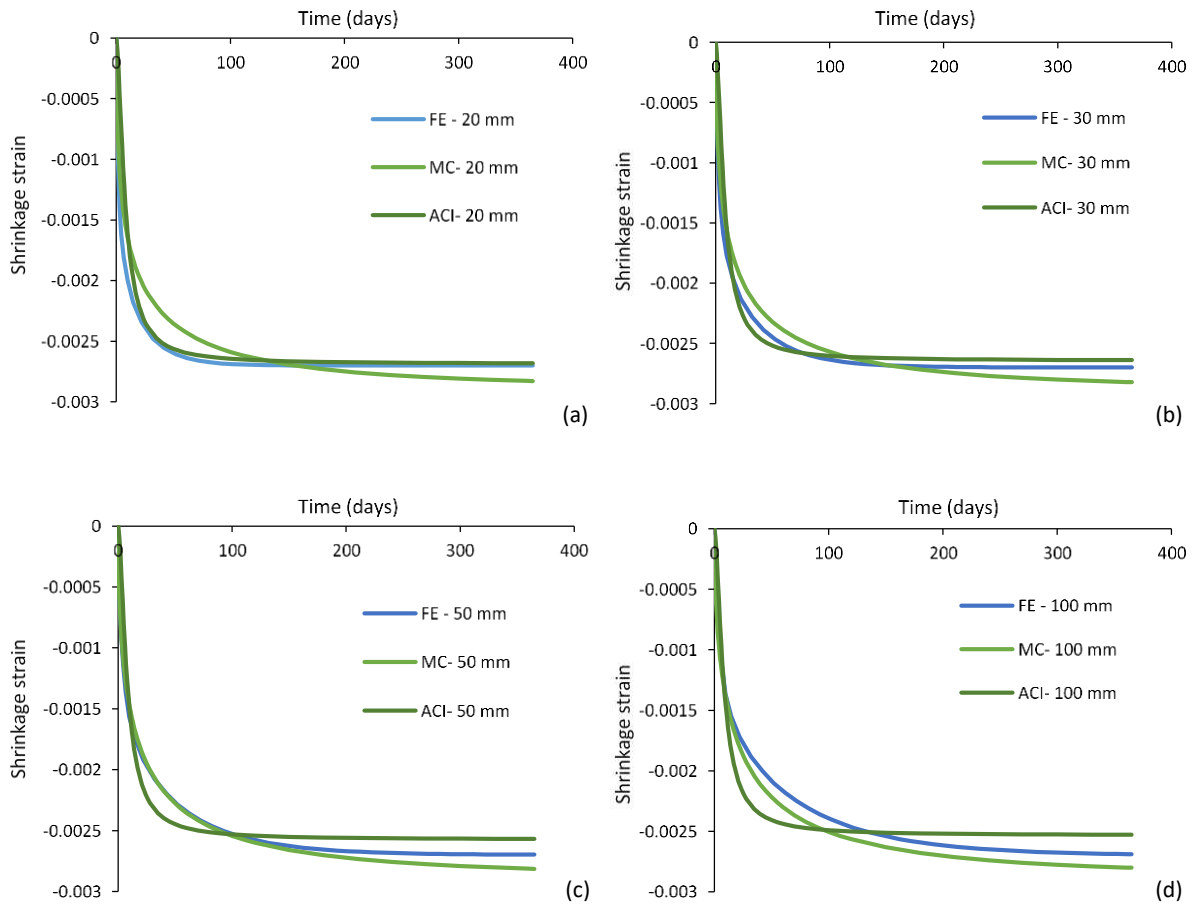 Time (days)
0
0 100 200 300 400
-0.0005
-0.001
-0.0015
-0.002
-0.0025
-0.003
Shrinkage strain
FE - 20 mm
MC- 20 mm
ACI- 20 mm
(a)
Time (days)
0
0 100 200 300 400
-0.0005
-0.001
-0.0015
-0.002
-0.0025
-0.003
Shrinkage strain
FE - 30 mm
MC- 30 mm
ACI- 30 mm
(b)
Time (days)
0
0 100 200 300 400
-0.0005
-0.001
-0.0015
-0.002
-0.0025
-0.003
Shrinkage strain
FE - 50 mm
MC- 50 mm
ACI- 50 mm
(c)
Time (days)
0
0 100 200 300 400
-0.0005
-0.001
-0.0015
-0.002
-0.0025
-0.003
Shrinkage strain
FE - 100 mm
MC- 100 mm
ACI- 100 mm
(d)